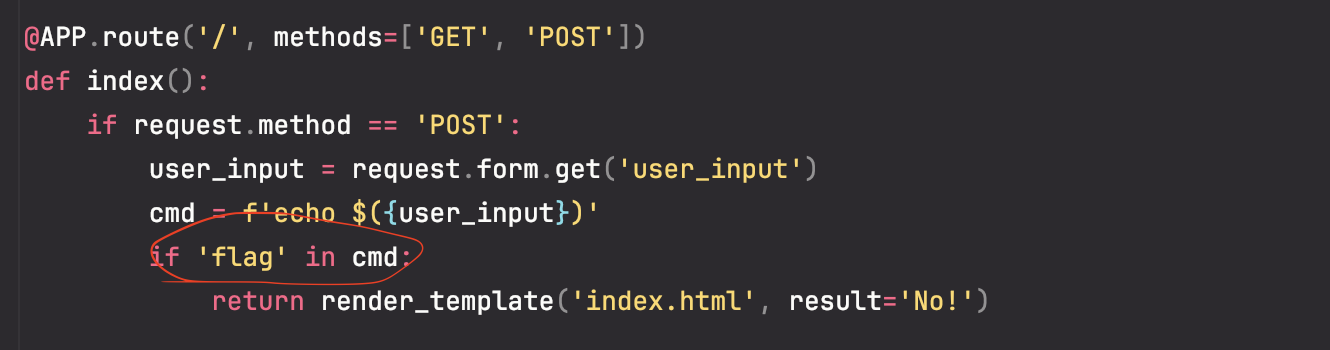 @APP.route('/', methods=['GET', 'POST'])
def index():
    if request.method == 'POST':
        user_input = request.form.get('user_input')
        cmd = f'echo $({user_input})'
        if 'flag' in cmd:
            return render_template('index.html', result='No!')